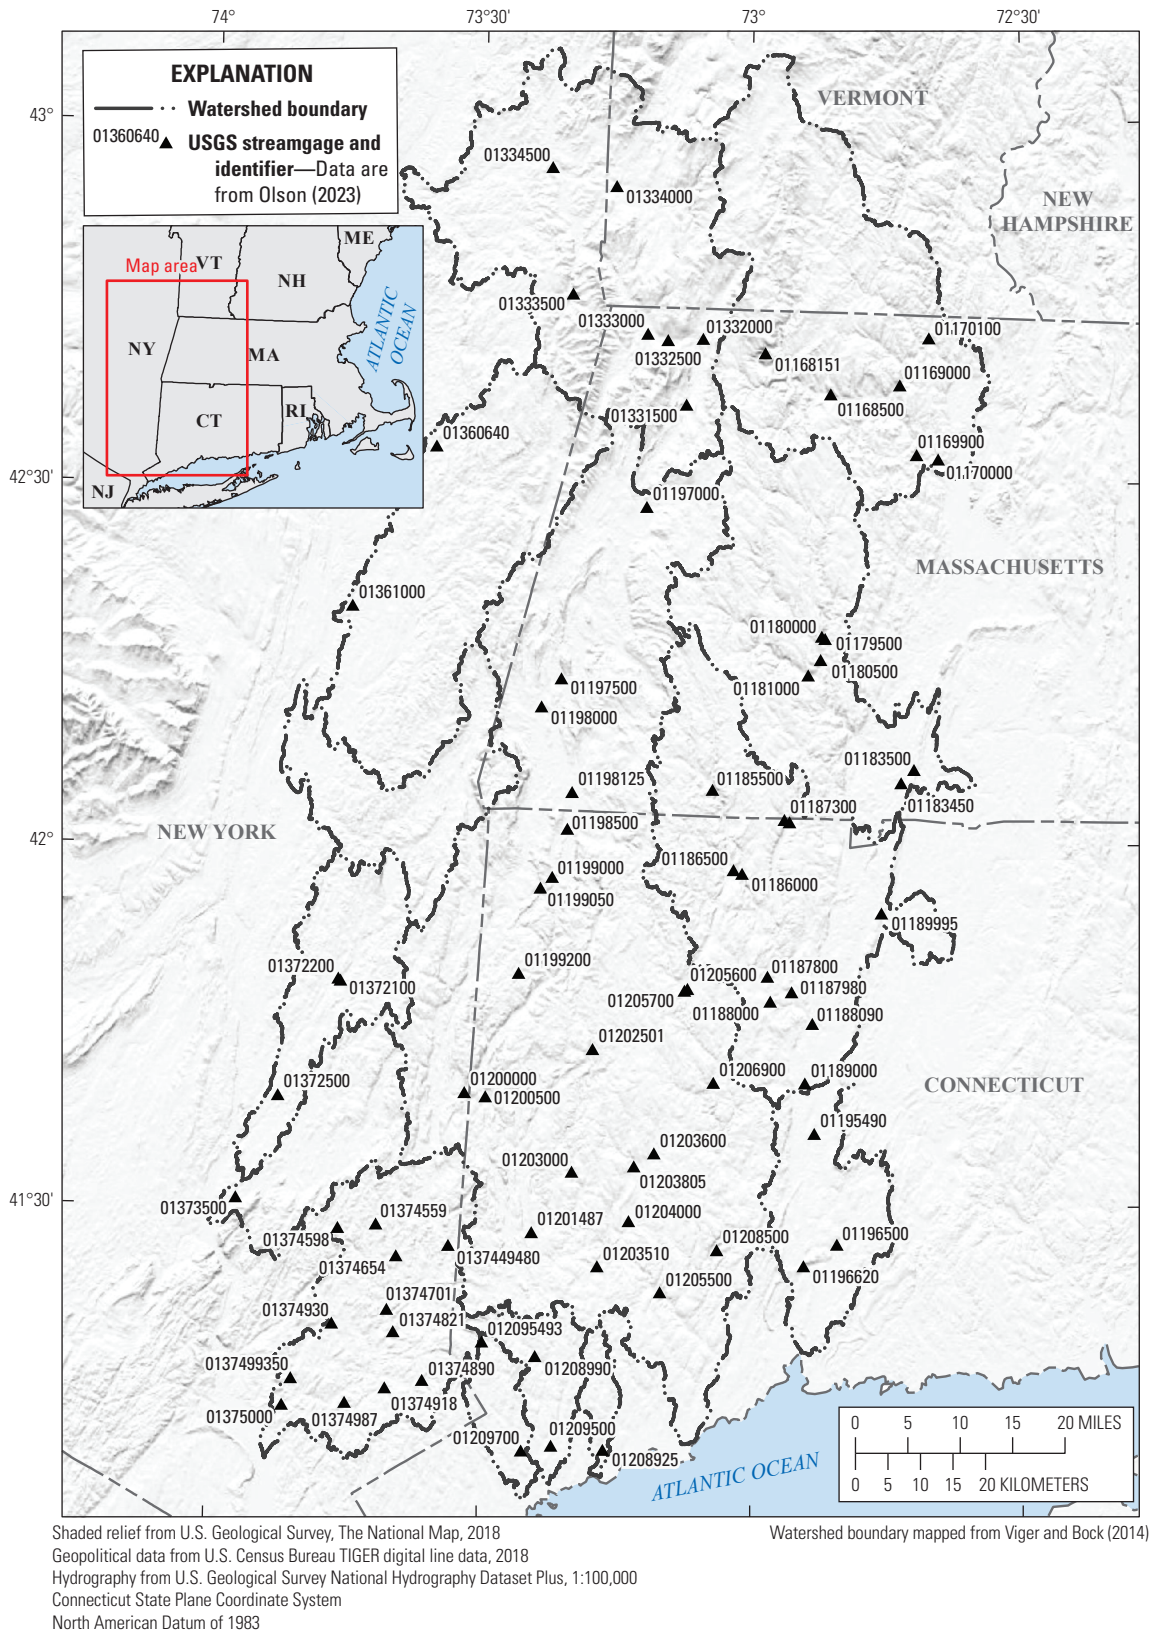 74°
73°30'
73°
72°30'
43°
42°30'
42°
41°30'
EXPLANATION
Watershed boundary
01360640
USGS streamgage and
identifier—Data are
from Olson (2023)
Map area
VT
ME
NH
NY
MA
CT
RI
NJ
ATLANTIC
OCEAN
VERMONT
NEW
HAMPSHIRE
MASSACHUSETTS
NEW YORK
CONNECTICUT
ATLANTIC OCEAN
01334500
01334000
01333500
01333000
01332000
01332500
01170100
01168151
01169000
01168500
01331500
01360640
01169900
01170000
01197000
01361000
01180000
01179500
01180500
01181000
01197500
01198000
01183500
01198125
01185500
01183450
01187300
01198500
01186500
01199000
01186000
01199050
01189995
01199200
01205600
01187800
01372200
01372100
01187980
01205700
01188000
01188090
01202501
01206900
01189000
01200000
01372500
01200500
01195490
01203600
01203000
01203805
01373500
01374559
01204000
01201487
01374598
01208500
01196500
0137449480
01203510
01374654
01196620
01205500
01374701
01374930
01374821
012095493
0137499350
01374890
01208990
01375000
01374987
01374918
01209500
01209700
01208925
0 5 10 15 20 MILES
0 5 10 15 20 KILOMETERS
Shaded relief from U.S. Geological Survey, The National Map, 2018
Watershed boundary mapped from Viger and Bock (2014)
Geopolitical data from U.S. Census Bureau TIGER digital line data, 2018
Hydrography from U.S. Geological Survey National Hydrography Dataset Plus, 1:100,000
Connecticut State Plane Coordinate System
North American Datum of 1983